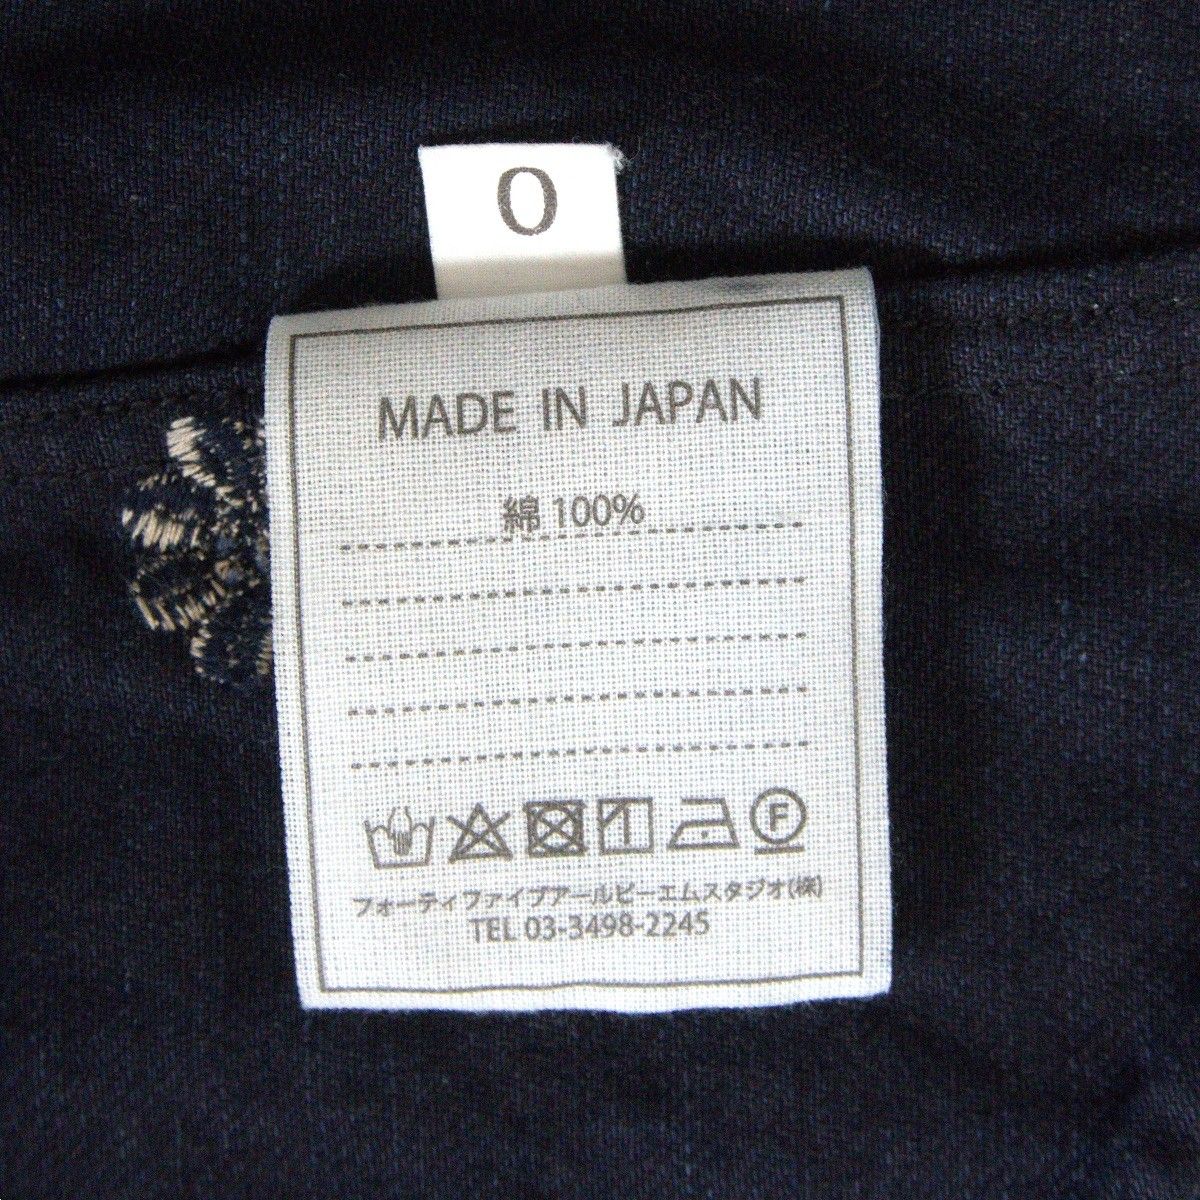 0
MADE IN JAPAN
綿 100%
F
フォーティファイブアールピーエムスタジオ(株)
TEL 03-3498-2245